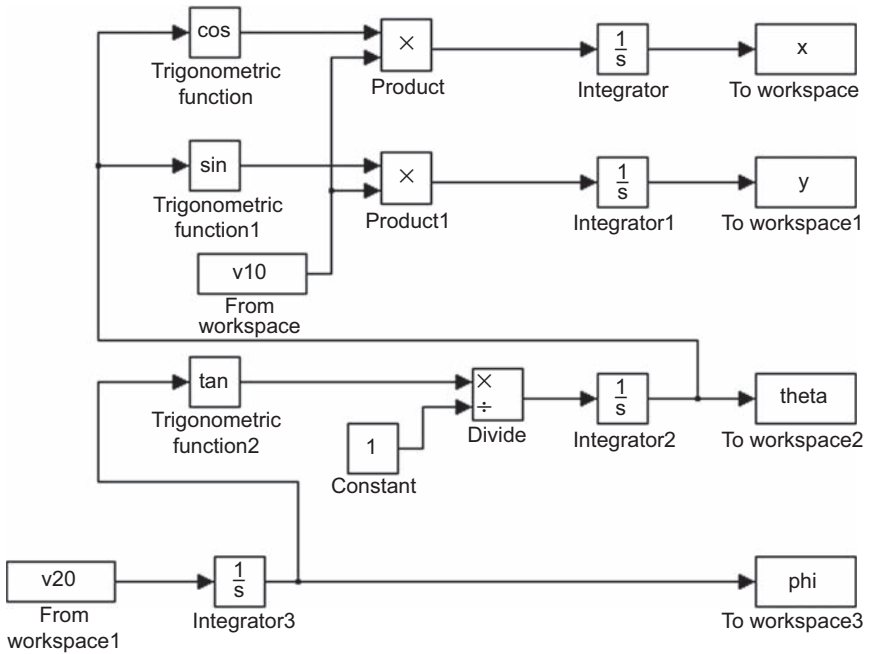 cos
Trigonometric
function
×
Product
1
s
Integrator
x
To workspace
sin
Trigonometric
function1
×
Product1
1
s
Integrator1
y
To workspace1
v10
From
workspace
tan
Trigonometric
function2
×
÷
Divide
1
Constant
1
s
Integrator2
theta
To workspace2
v20
From
workspace1
1
s
Integrator3
phi
To workspace3